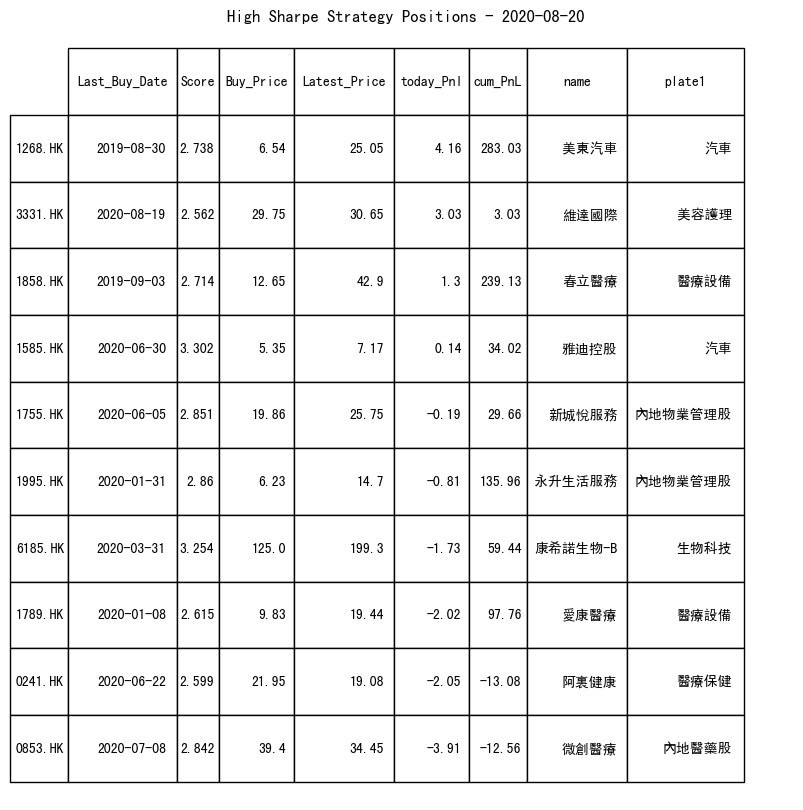 High Sharpe Strategy Positions - 2020-08-20
Last_Buy_Date Score Buy_Price Latest_Price today_Pnl cum_PnL name plate1
1268.HK 2019-08-30 2.738 6.54 25.05 4.16 283.03 美東汽車 汽車
3331.HK 2020-08-19 2.562 29.75 30.65 3.03 3.03 維達國際 美容護理
1858.HK 2019-09-03 2.714 12.65 42.9 1.3 239.13 春立醫療 醫療設備
1585.HK 2020-06-30 3.302 5.35 7.17 0.14 34.02 雅迪控股 汽車
1755.HK 2020-06-05 2.851 19.86 25.75 -0.19 29.66 新城悅服務 內地物業管理股
1995.HK 2020-01-31 2.86 6.23 14.7 -0.81 135.96 永升生活服務 內地物業管理股
6185.HK 2020-03-31 3.254 125.0 199.3 -1.73 59.44 康希諾生物-B 生物科技
1789.HK 2020-01-08 2.615 9.83 19.44 -2.02 97.76 愛康醫療 醫療設備
0241.HK 2020-06-22 2.599 21.95 19.08 -2.05 -13.08 阿裏健康 醫療保健
0853.HK 2020-07-08 2.842 39.4 34.45 -3.91 -12.56 微創醫療 內地醫藥股